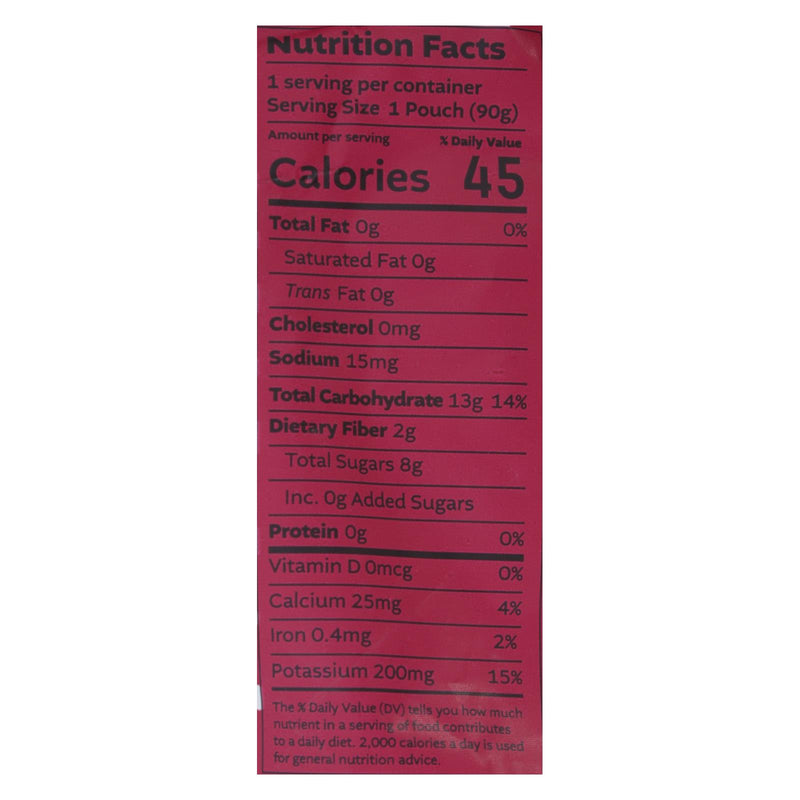 Nutrition Facts
1 serving per container
Serving Size 1 Pouch (90g)
Amount per serving % Daily Value
Calories 45
Total Fat 0g 0%
Saturated Fat 0g
Trans Fat 0g
Cholesterol 0mg
Sodium 15mg
Total Carbohydrate 13g 14%
Dietary Fiber 2g
Total Sugars 8g
Inc. 0g Added Sugars
Protein 0g 0%
Vitamin D 0mcg 0%
Calcium 25mg 4%
Iron 0.4mg 2%
Potassium 200mg 15%
The % Daily Value (DV) tells you how much
nutrient in a serving of food contributes
to a daily diet. 2,000 calories a day is used
for general nutrition advice.